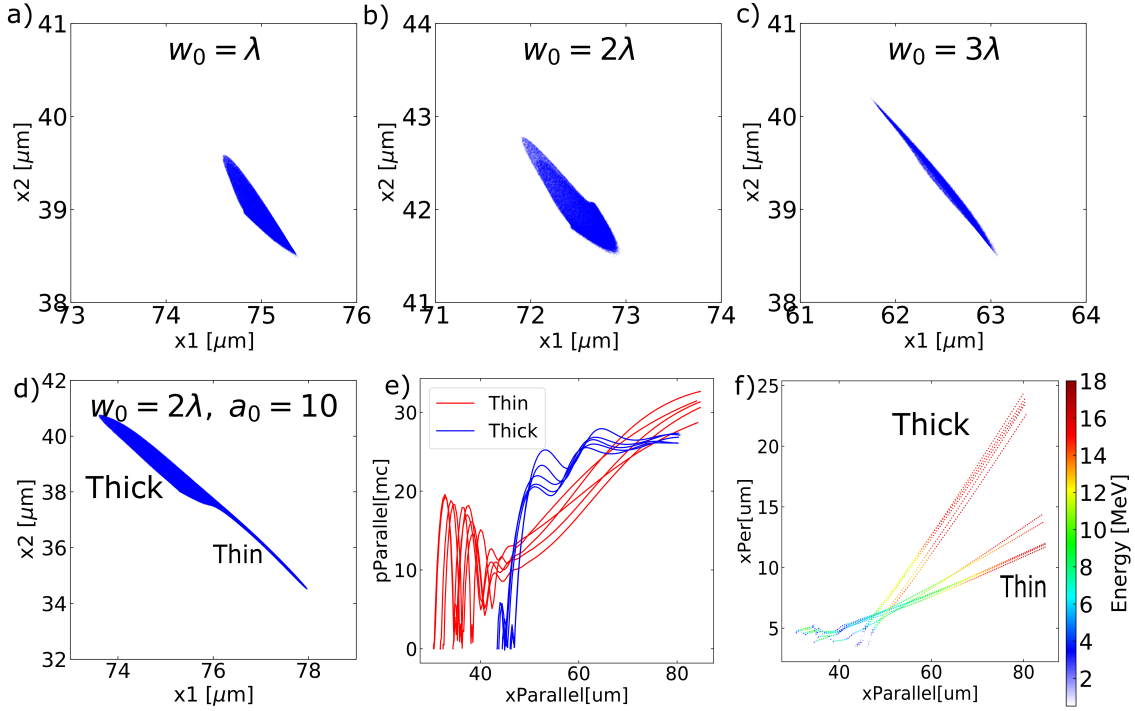 a)
w₀ = λ
41
40
39
38
73
74
75
76
x2 [μm]
x1 [μm]
b)
w₀ = 2λ
44
43
42
41
71
72
73
74
x2 [μm]
x1 [μm]
c)
w₀ = 3λ
41
40
39
38
61
62
63
64
x2 [μm]
x1 [μm]
d)
w₀ = 2λ, a₀ = 10
Thick
Thin
42
40
38
36
34
32
74
76
78
x2 [μm]
x1 [μm]
e)
Thin
Thick
30
20
10
0
40
60
80
pParallel[mc]
xParallel[um]
f)
Thick
Thin
25
20
15
10
5
40
60
80
xPer[um]
xParallel[um]
18
16
14
12
10
8
6
4
2
Energy [MeV]